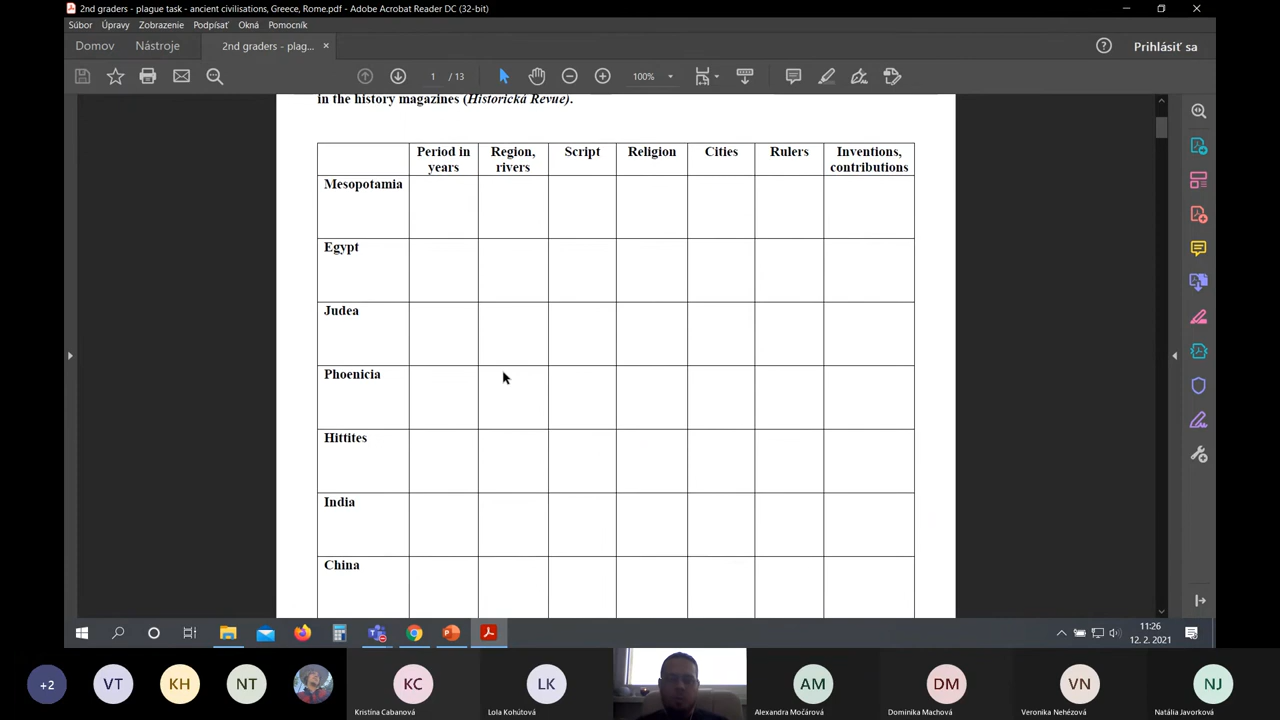 2nd graders - plague task - ancient civilisations, Greece, Rome.pdf - Adobe Acrobat Reader DC (32-bit)
Súbor Úpravy Zobrazenie Podpísať Okná Pomocník
Domov Nástroje 2nd graders - plag... Prihlásiť sa
1 / 13 100%
in the history magazines (Historická Revue).
Period in years Region, rivers Script Religion Cities Rulers Inventions, contributions
Mesopotamia
Egypt
Judea
Phoenicia
Hittites
India
China
11:26
12. 2. 2021
+2 VT KH NT KC LK AM DM VN NJ
Kristína Cabanová Lola Kohútová Alexandra Močárová Dominika Machová Veronika Nehézová Natália Javorková